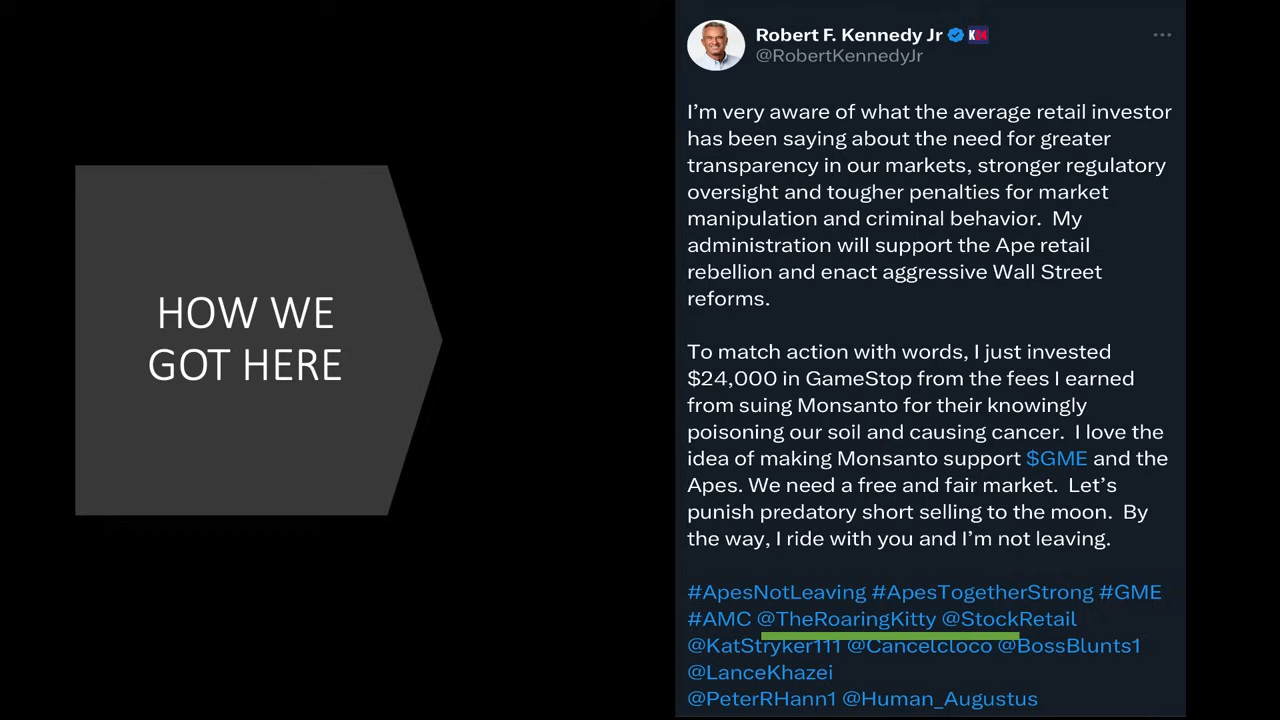 HOW WE
GOT HERE
Robert F. Kennedy Jr K24
@RobertKennedyJr
I’m very aware of what the average retail investor
has been saying about the need for greater
transparency in our markets, stronger regulatory
oversight and tougher penalties for market
manipulation and criminal behavior.  My
administration will support the Ape retail
rebellion and enact aggressive Wall Street
reforms.
To match action with words, I just invested
$24,000 in GameStop from the fees I earned
from suing Monsanto for their knowingly
poisoning our soil and causing cancer.  I love the
idea of making Monsanto support $GME and the
Apes. We need a free and fair market.  Let’s
punish predatory short selling to the moon.  By
the way, I ride with you and I’m not leaving.
#ApesNotLeaving #ApesTogetherStrong #GME
#AMC @TheRoaringKitty @StockRetail
@KatStryker111 @Cancelcloco @BossBlunts1
@LanceKhazei
@PeterRHann1 @Human_Augustus